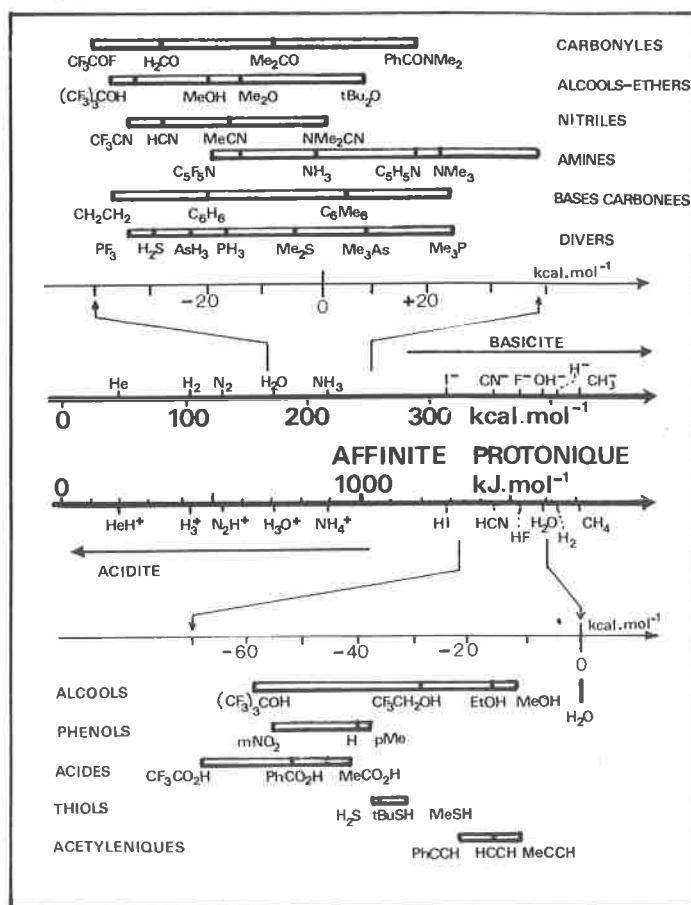 CF₃COF H₂CO Me₂CO PhCONMe₂ CARBONYLES
(CF₃)₃COH MeOH Me₂O tBu₂O ALCOOLS-ETHERS
CF₃CN HCN MeCN NMe₂CN NITRILES
C₅F₅N NH₃ C₅H₅N NMe₃ AMINES
CH₂CH₂ C₆H₆ C₆Me₆ BASES CARBONEES
PF₃ H₂S AsH₃ PH₃ Me₂S Me₃As Me₃P DIVERS
kcal.mol⁻¹
-20 0 +20
BASICITE
He H₂ N₂ H₂O NH₃ I⁻ CN⁻ F⁻ OH⁻ H⁻ CH₃⁻
0 100 200 300 kcal.mol⁻¹
AFFINITE PROTONIQUE
0 1000 kJ.mol⁻¹
HeH⁺ H₃⁺ N₂H⁺ H₃O⁺ NH₄⁺ HI HCN HF H₂O H₂ CH₄
ACIDITE
kcal.mol⁻¹
-60 -40 -20 0
ALCOOLS (CF₃)₃COH CF₃CH₂OH EtOH MeOH H₂O
PHENOLS mNO₂ H pMe
ACIDES CF₃CO₂H PhCO₂H MeCO₂H
THIOLS H₂S tBuSH MeSH
ACETYLENIQUES PhCCH HCCH MeCCH